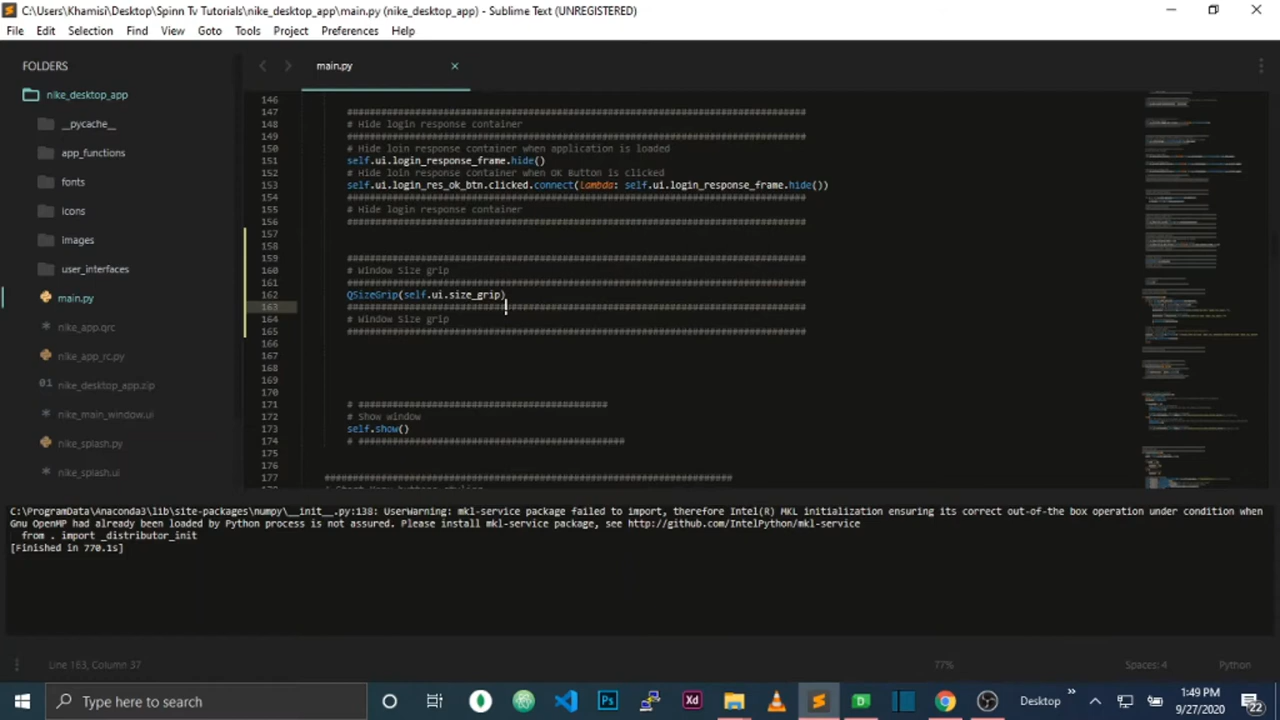 C:\Users\Khamisi\Desktop\Spinn Tv Tutorials\nike_desktop_app\main.py (nike_desktop_app) - Sublime Text (UNREGISTERED)
File Edit Selection Find View Goto Tools Project Preferences Help
FOLDERS
nike_desktop_app
__pycache__
app_functions
fonts
icons
images
user_interfaces
main.py
nike_app.qrc
nike_app_rc.py
nike_desktop_app.zip
nike_main_window.ui
nike_splash.py
nike_splash.ui
main.py
146
147 ################################################################################
148 # Hide login response container
149 ################################################################################
150 # Hide loin response container when application is loaded
151 self.ui.login_response_frame.hide()
152 # Hide loin response container when OK Button is clicked
153 self.ui.login_res_ok_btn.clicked.connect(lambda: self.ui.login_response_frame.hide())
154 ################################################################################
155 # Hide login response container
156 ################################################################################
157
158
159 ################################################################################
160 # Window Size grip
161 ################################################################################
162 QSizeGrip(self.ui.size_grip)
163 ################################################################################
164 # Window Size grip
165 ################################################################################
166
167
168
169
170
171 # ############################################
172 # Show window
173 self.show()
174 # ###############################################
175
176
177 ########################################################################
C:\ProgramData\Anaconda3\lib\site-packages\numpy\__init__.py:138: UserWarning: mkl-service package failed to import, therefore Intel(R) MKL initialization ensuring its correct out-of-the box operation under condition when
Gnu OpenMP had already been loaded by Python process is not assured. Please install mkl-service package, see http://github.com/IntelPython/mkl-service
from . import _distributor_init
[Finished in 770.1s]
Line 163, Column 37
77%
Spaces: 4
Python
Type here to search
Desktop
1:49 PM
9/27/2020
22